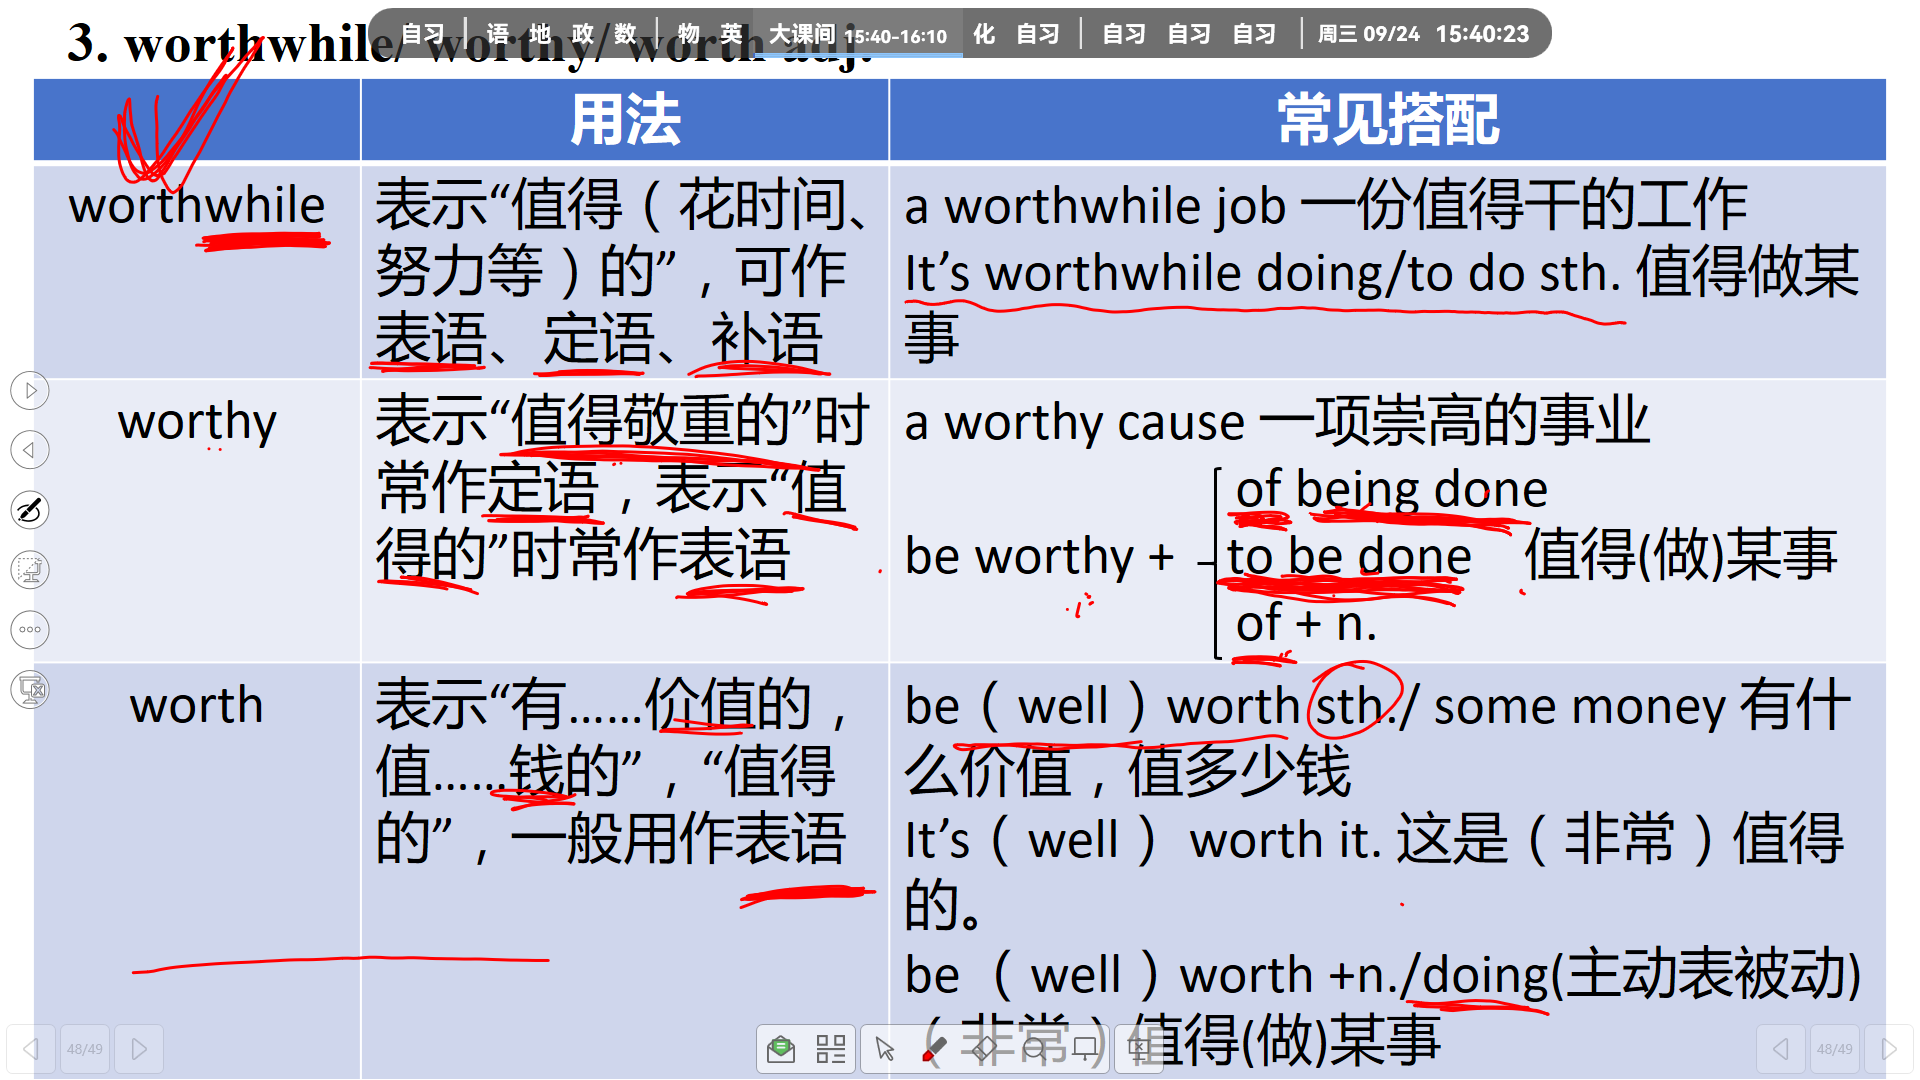 自习 语 地 政 数 物 英 大课间 15:40-16:10 化 自习 自习 自习 自习 周三 09/24 15:40:23
3. worthwhile/ worthy/ worth adj.
用法 常见搭配
worthwhile
表示“值得（花时间、
努力等）的”，可作
表语、定语、补语
a worthwhile job 一份值得干的工作
It’s worthwhile doing/to do sth. 值得做某
事
worthy
表示“值得敬重的”时
常作定语，表示“值
得的”时常作表语
a worthy cause 一项崇高的事业
of being done
be worthy + to be done 值得(做)某事
of + n.
worth
表示“有……价值的，
值……钱的”，“值得
的”，一般用作表语
be（well）worth sth./ some money 有什
么价值，值多少钱
It’s（well） worth it. 这是（非常）值得
的。
be （well）worth +n./doing(主动表被动)
（非常）值得(做)某事
48/49
48/49